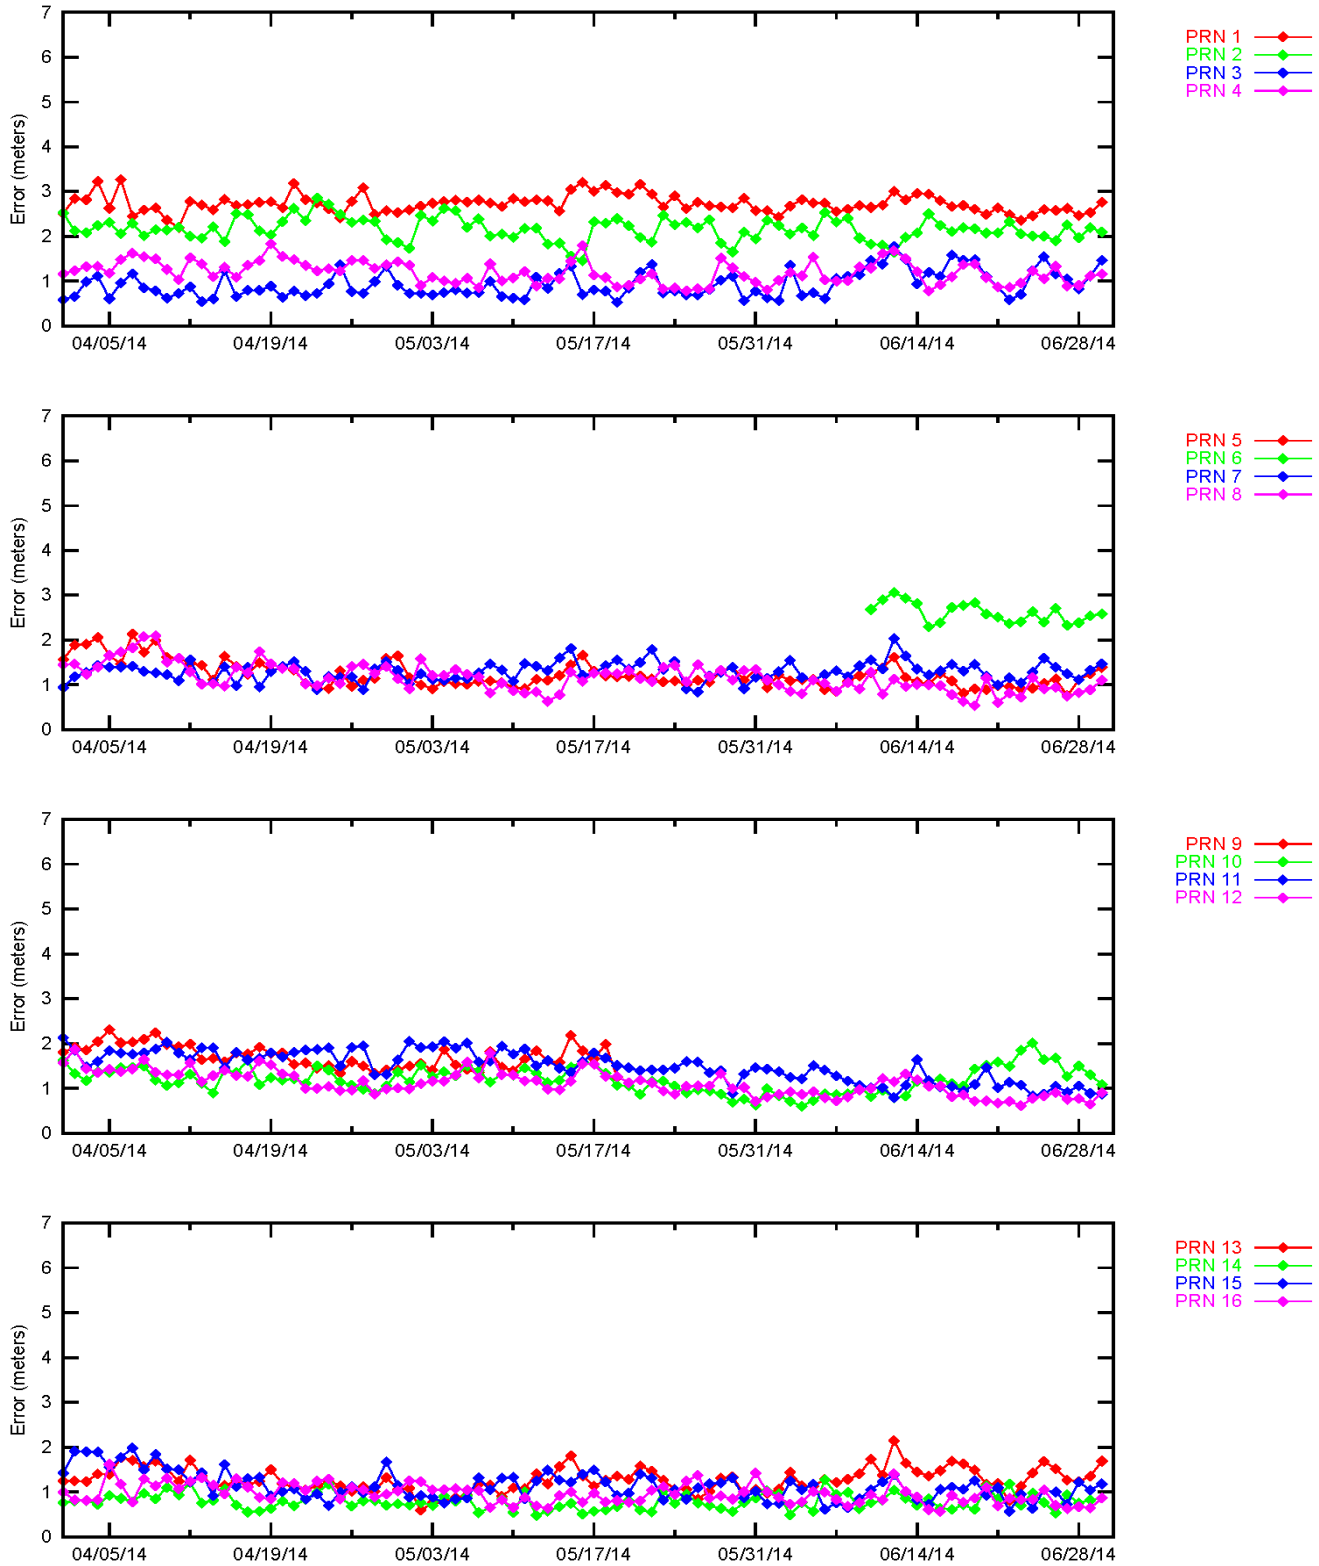 7
6
5
4
3
2
1
0
Error (meters)
04/05/14 04/19/14 05/03/14 05/17/14 05/31/14 06/14/14 06/28/14
PRN 1
PRN 2
PRN 3
PRN 4
7
6
5
4
3
2
1
0
Error (meters)
04/05/14 04/19/14 05/03/14 05/17/14 05/31/14 06/14/14 06/28/14
PRN 5
PRN 6
PRN 7
PRN 8
7
6
5
4
3
2
1
0
Error (meters)
04/05/14 04/19/14 05/03/14 05/17/14 05/31/14 06/14/14 06/28/14
PRN 9
PRN 10
PRN 11
PRN 12
7
6
5
4
3
2
1
0
Error (meters)
04/05/14 04/19/14 05/03/14 05/17/14 05/31/14 06/14/14 06/28/14
PRN 13
PRN 14
PRN 15
PRN 16